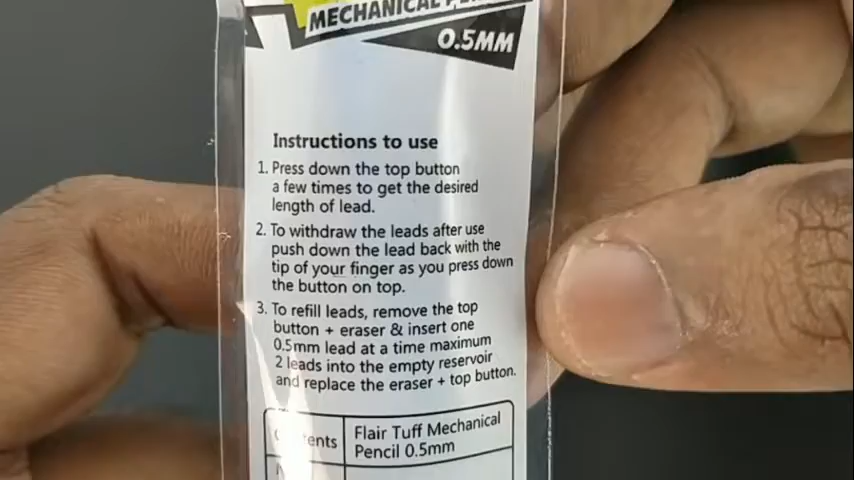 MECHANICAL
0.5MM
Instructions to use
1. Press down the top button
a few times to get the desired
length of lead.
2. To withdraw the leads after use
push down the lead back with the
tip of your finger as you press down
the button on top.
3. To refill leads, remove the top
button + eraser & insert one
0.5mm lead at a time maximum
2 leads into the empty reservoir
and replace the eraser + top button.
Flair Tuff Mechanical
Pencil 0.5mm